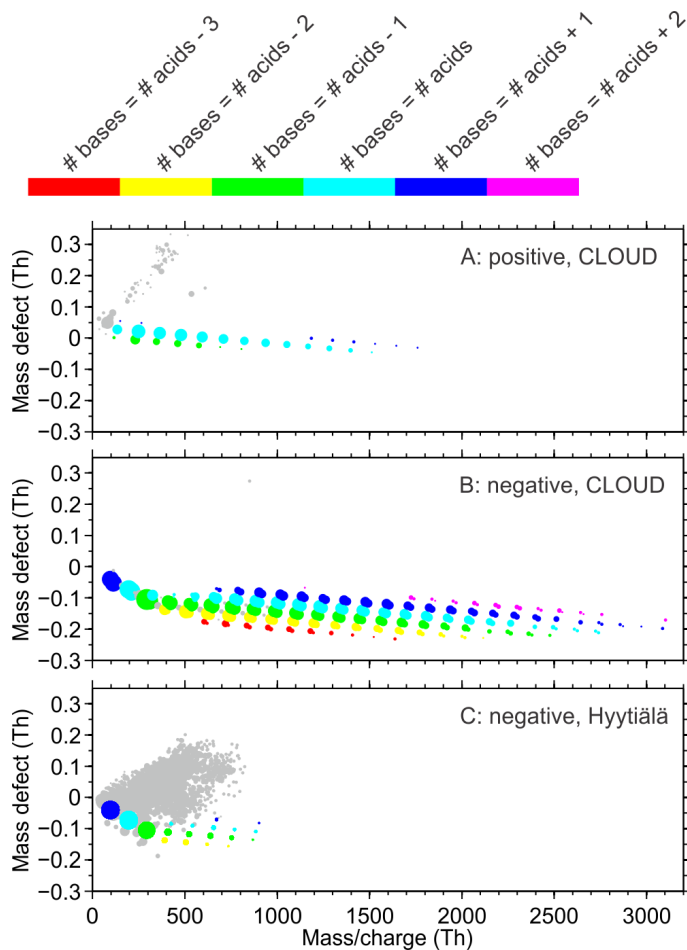 # bases = # acids - 3
# bases = # acids - 2
# bases = # acids - 1
# bases = # acids
# bases = # acids + 1
# bases = # acids + 2
A: positive, CLOUD
Mass defect (Th)
0.3
0.2
0.1
0
−0.1
−0.2
−0.3
B: negative, CLOUD
Mass defect (Th)
0.3
0.2
0.1
0
−0.1
−0.2
−0.3
C: negative, Hyytiälä
Mass defect (Th)
0.3
0.2
0.1
0
−0.1
−0.2
−0.3
0 500 1000 1500 2000 2500 3000
Mass/charge (Th)